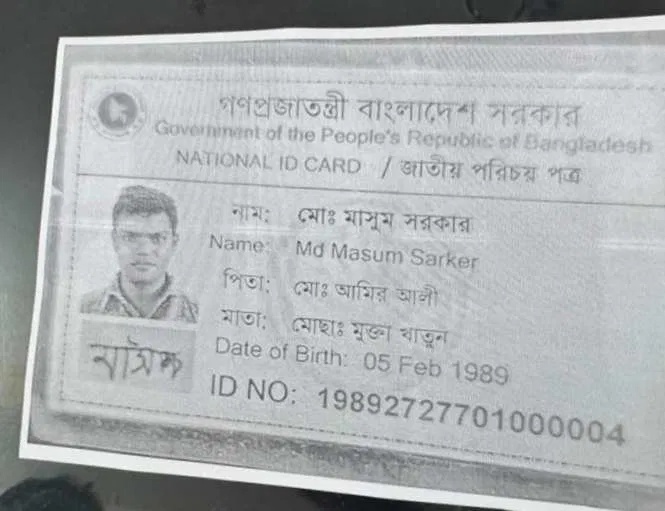 গণপ্রজাতন্ত্রী বাংলাদেশ সরকার
Government of the People's Republic of Bangladesh
NATIONAL ID CARD / জাতীয় পরিচয় পত্র
নাম: মোঃ মাসুম সরকার
Name: Md Masum Sarker
পিতা: মোঃ আমির আলী
মাতা: মোছাঃ মুক্তা খাতুন
Date of Birth: 05 Feb 1989
ID NO: 19892727701000004